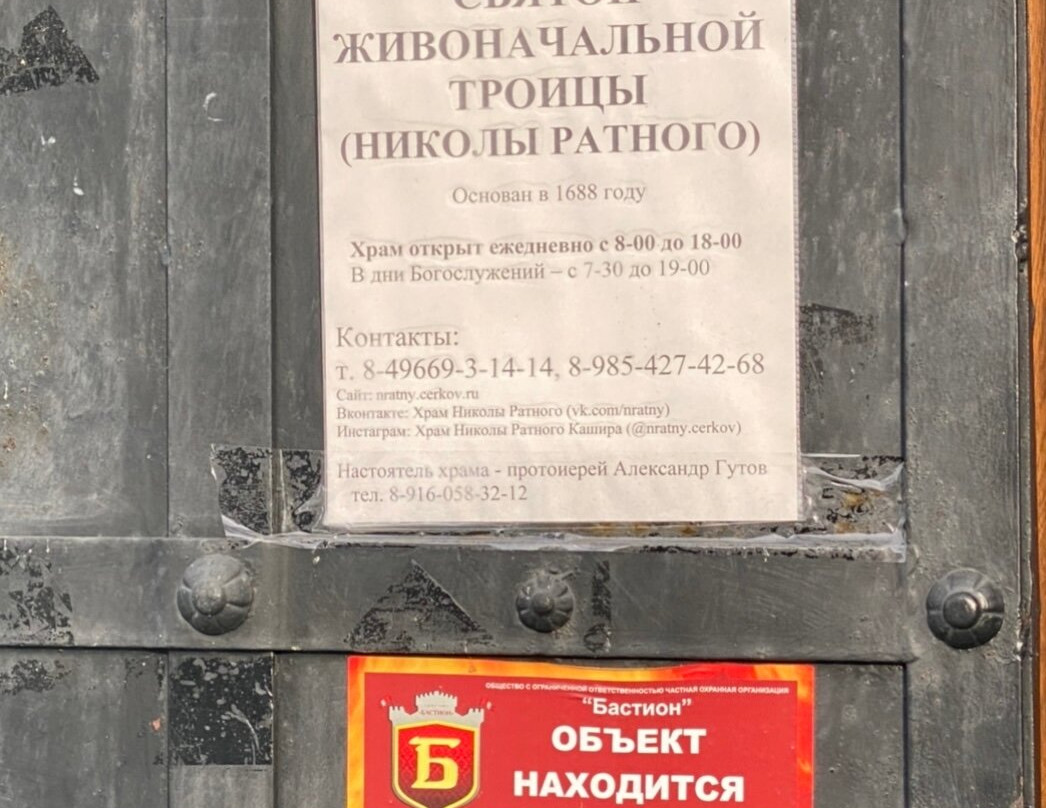 СВЯТОЙ
ЖИВОНАЧАЛЬНОЙ
ТРОИЦЫ
(НИКОЛЫ РАТНОГО)
Основан в 1688 году
Храм открыт ежедневно с 8-00 до 18-00
В дни Богослужений – с 7-30 до 19-00
Контакты:
т. 8-49669-3-14-14, 8-985-427-42-68
Сайт: nratny.cerkov.ru
Вконтакте: Храм Николы Ратного (vk.com/nratny)
Инстаграм: Храм Николы Ратного Кашира (@nratny.cerkov)
Настоятель храма - протоиерей Александр Гутов
тел. 8-916-058-32-12
ОБЩЕСТВО С ОГРАНИЧЕННОЙ ОТВЕТСТВЕННОСТЬЮ ЧАСТНАЯ ОХРАННАЯ ОРГАНИЗАЦИЯ
"Бастион"
БАСТИОН
Б
ОБЪЕКТ
НАХОДИТСЯ